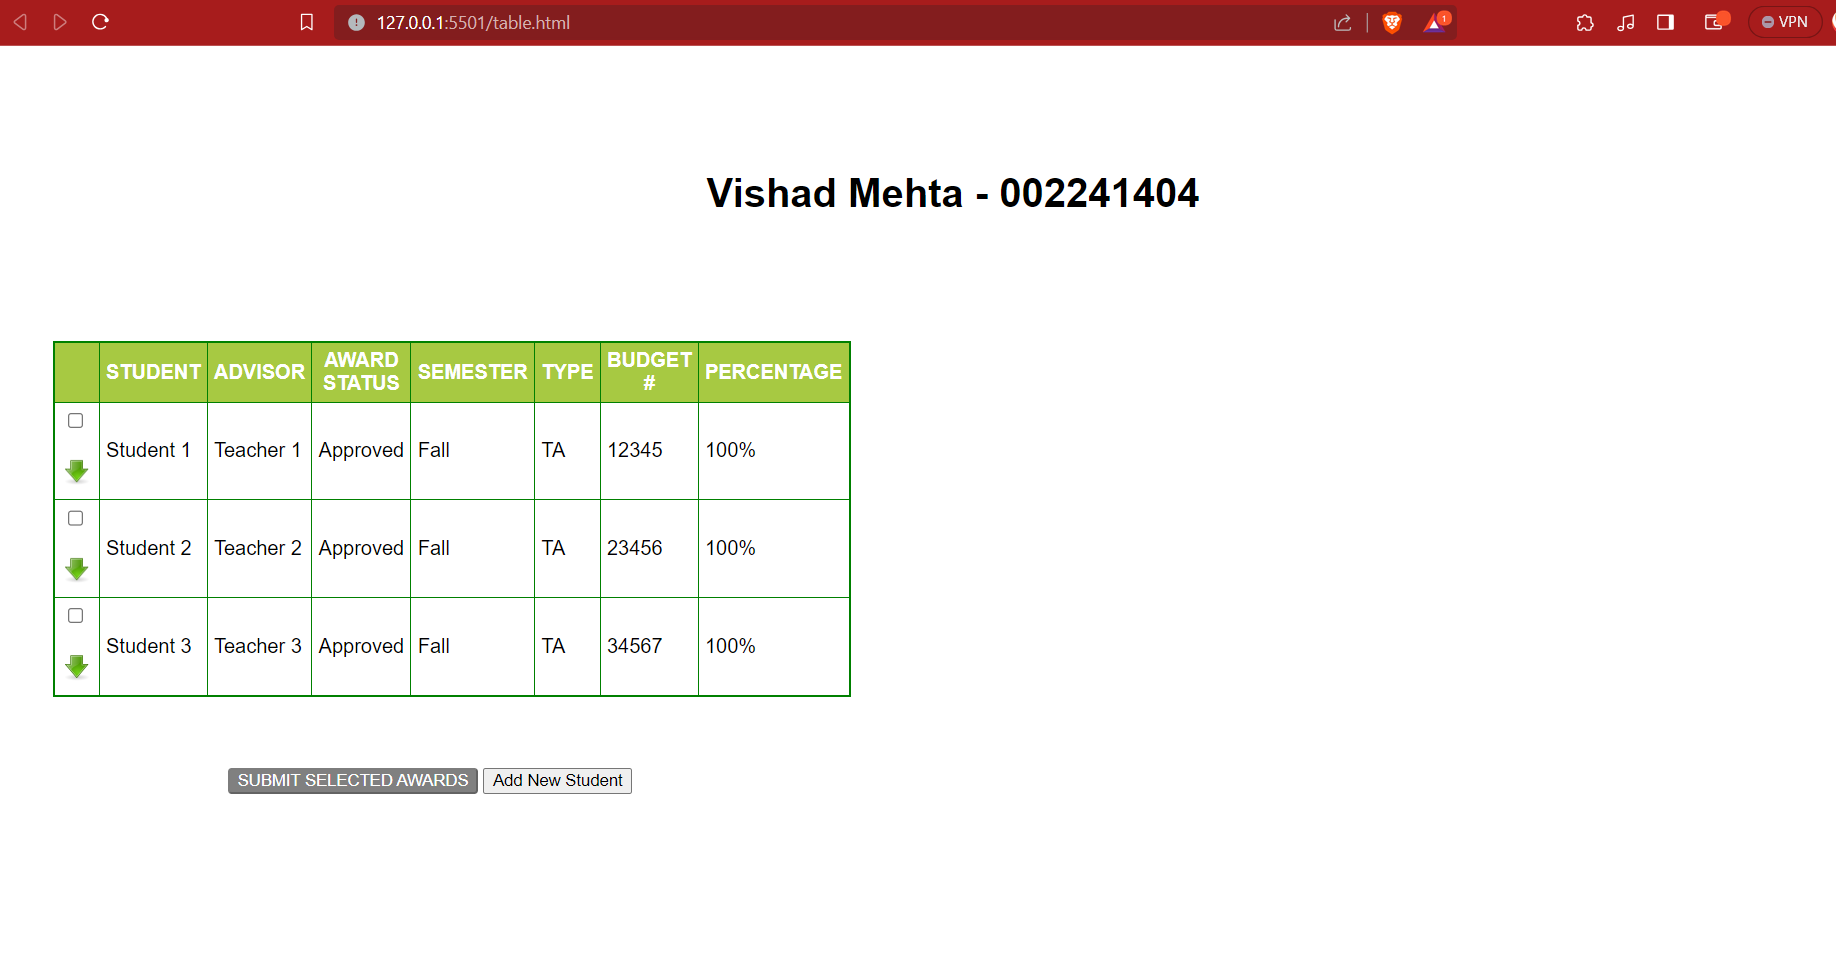 127.0.0.1:5501/table.html
1
VPN
Vishad Mehta - 002241404
STUDENT ADVISOR AWARD STATUS SEMESTER TYPE BUDGET # PERCENTAGE
Student 1 Teacher 1 Approved Fall TA 12345 100%
Student 2 Teacher 2 Approved Fall TA 23456 100%
Student 3 Teacher 3 Approved Fall TA 34567 100%
SUBMIT SELECTED AWARDS Add New Student